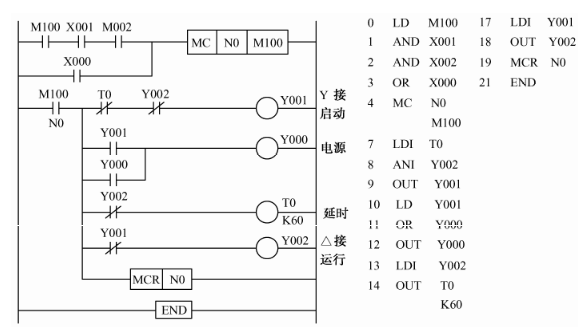 M100 X001 M002
MC N0 M100
X000
M100 T0 Y002
N0
Y001
Y 接
启动
Y001
Y000
电源
Y000
Y002
T0
K60
延时
Y001
Y002
△接
运行
MCR N0
END
0 LD M100
1 AND X001
2 AND X002
3 OR X000
4 MC N0
M100
7 LDI T0
8 ANI Y002
9 OUT Y001
10 LD Y001
11 OR Y000
12 OUT Y000
13 LDI Y002
14 OUT T0
K60
17 LDI Y001
18 OUT Y002
19 MCR N0
21 END